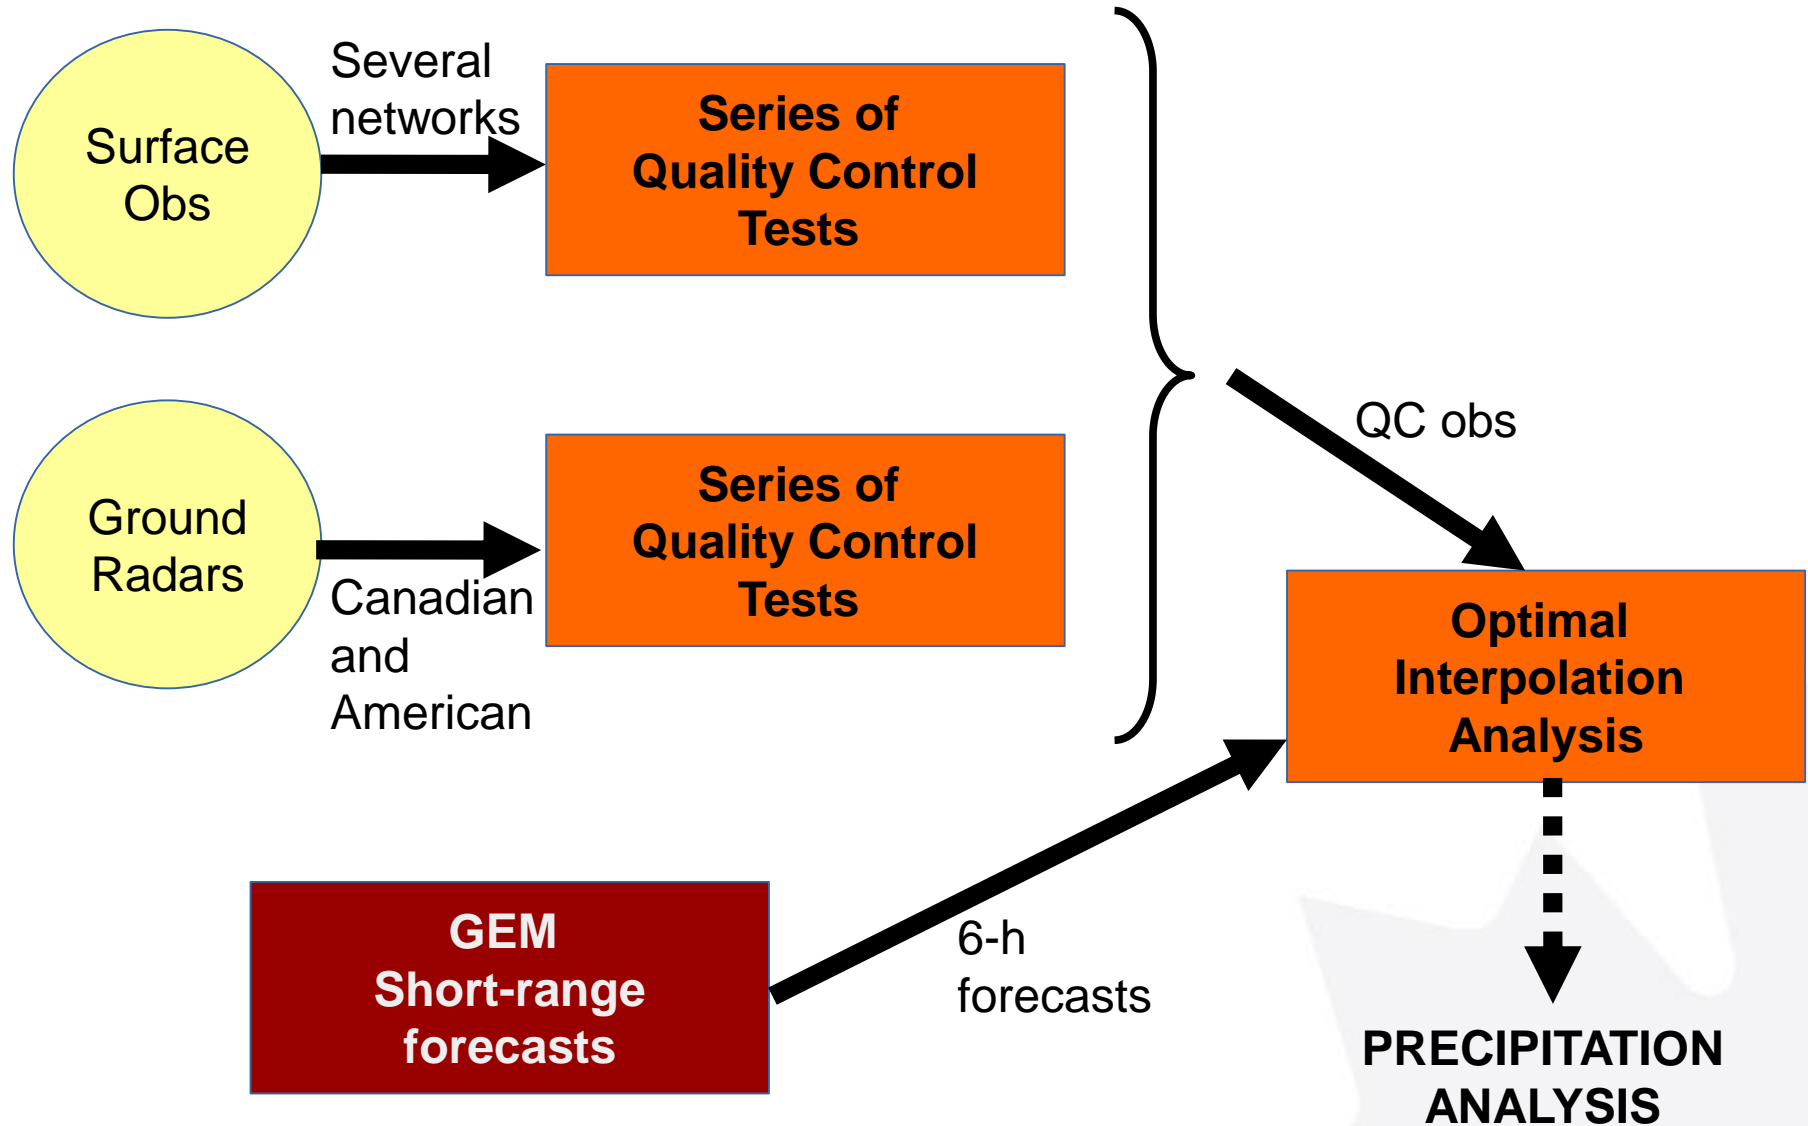 Surface
Obs
Several
networks
Series of
Quality Control
Tests
Ground
Radars
Canadian
and
American
Series of
Quality Control
Tests
QC obs
Optimal
Interpolation
Analysis
GEM
Short-range
forecasts
6-h
forecasts
PRECIPITATION
ANALYSIS